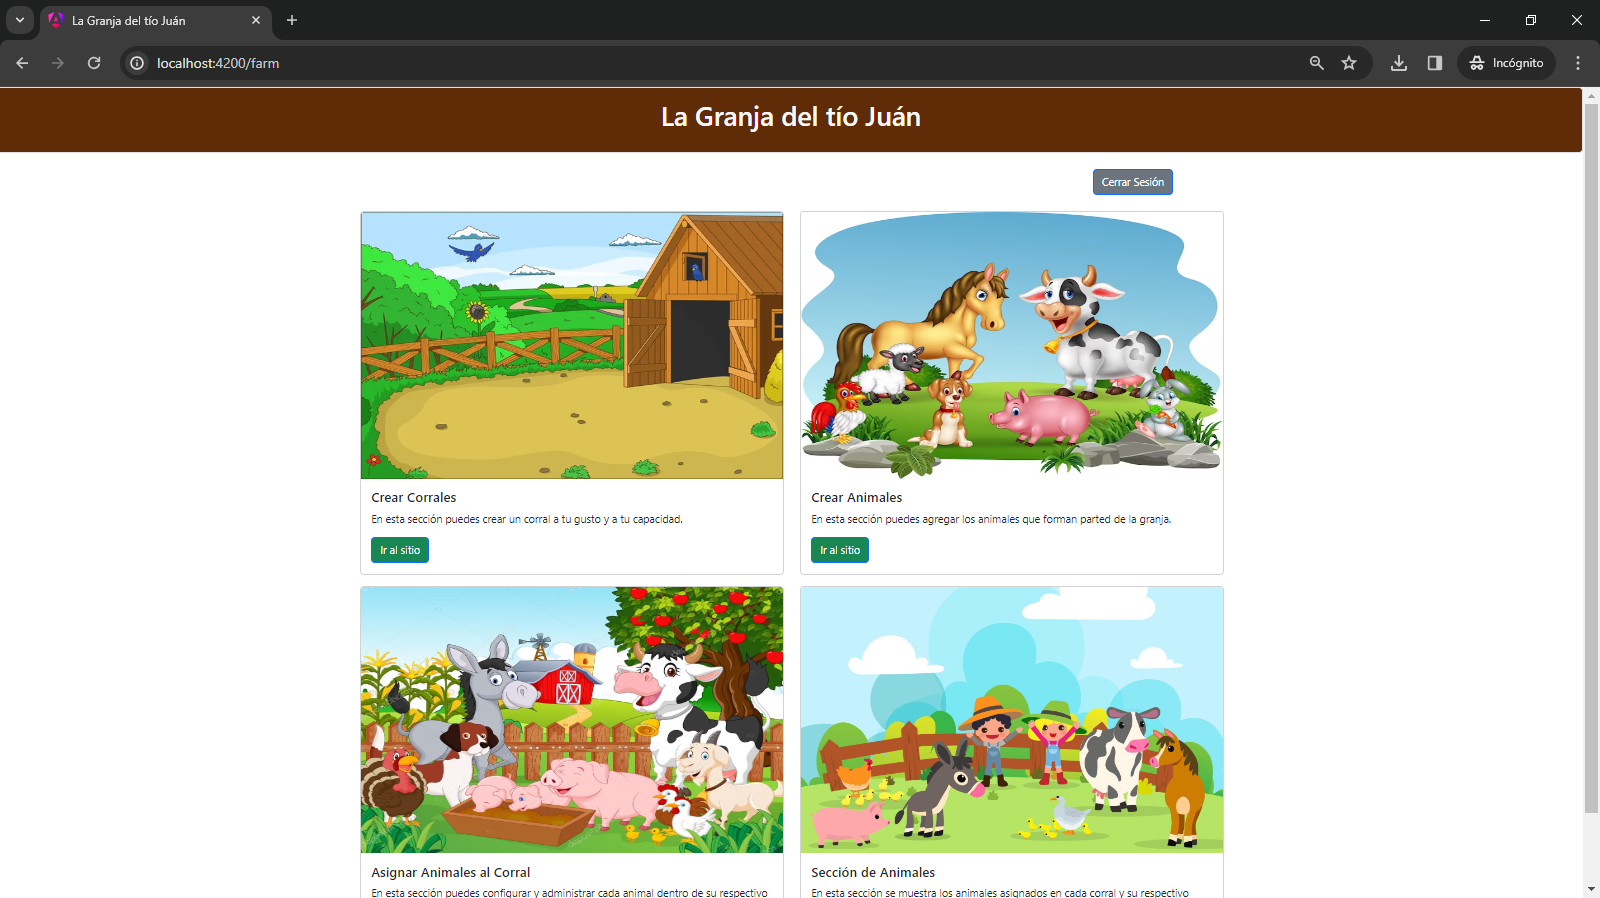 La Granja del tío Juán
localhost:4200/farm
Incógnito
La Granja del tío Juán
Cerrar Sesión
Crear Corrales
En esta sección puedes crear un corral a tu gusto y a tu capacidad.
Ir al sitio
Crear Animales
En esta sección puedes agregar los animales que forman parted de la granja.
Ir al sitio
Asignar Animales al Corral
En esta sección puedes configurar y administrar cada animal dentro de su respectivo
Sección de Animales
En esta sección se muestra los animales asignados en cada corral y su respectivo